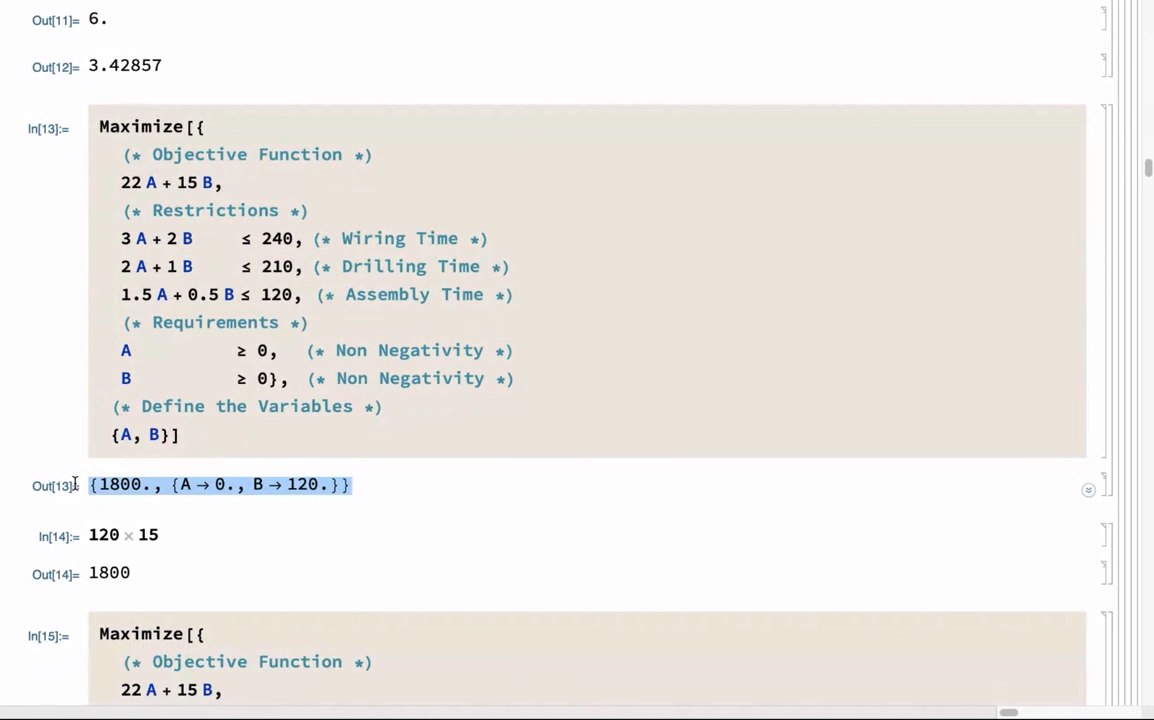 Out[11]= 6.
Out[12]= 3.42857
In[13]:= Maximize[{
(* Objective Function *)
22 A + 15 B,
(* Restrictions *)
3 A + 2 B ≤ 240, (* Wiring Time *)
2 A + 1 B ≤ 210, (* Drilling Time *)
1.5 A + 0.5 B ≤ 120, (* Assembly Time *)
(* Requirements *)
A ≥ 0, (* Non Negativity *)
B ≥ 0}, (* Non Negativity *)
(* Define the Variables *)
{A, B}]
Out[13]= {1800., {A → 0., B → 120.}}
In[14]:= 120 × 15
Out[14]= 1800
In[15]:= Maximize[{
(* Objective Function *)
22 A + 15 B,